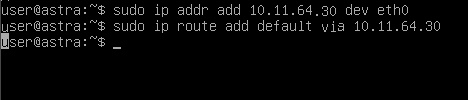 user@astra:~$ sudo ip addr add 10.11.64.30 dev eth0
user@astra:~$ sudo ip route add default via 10.11.64.30
user@astra:~$ _